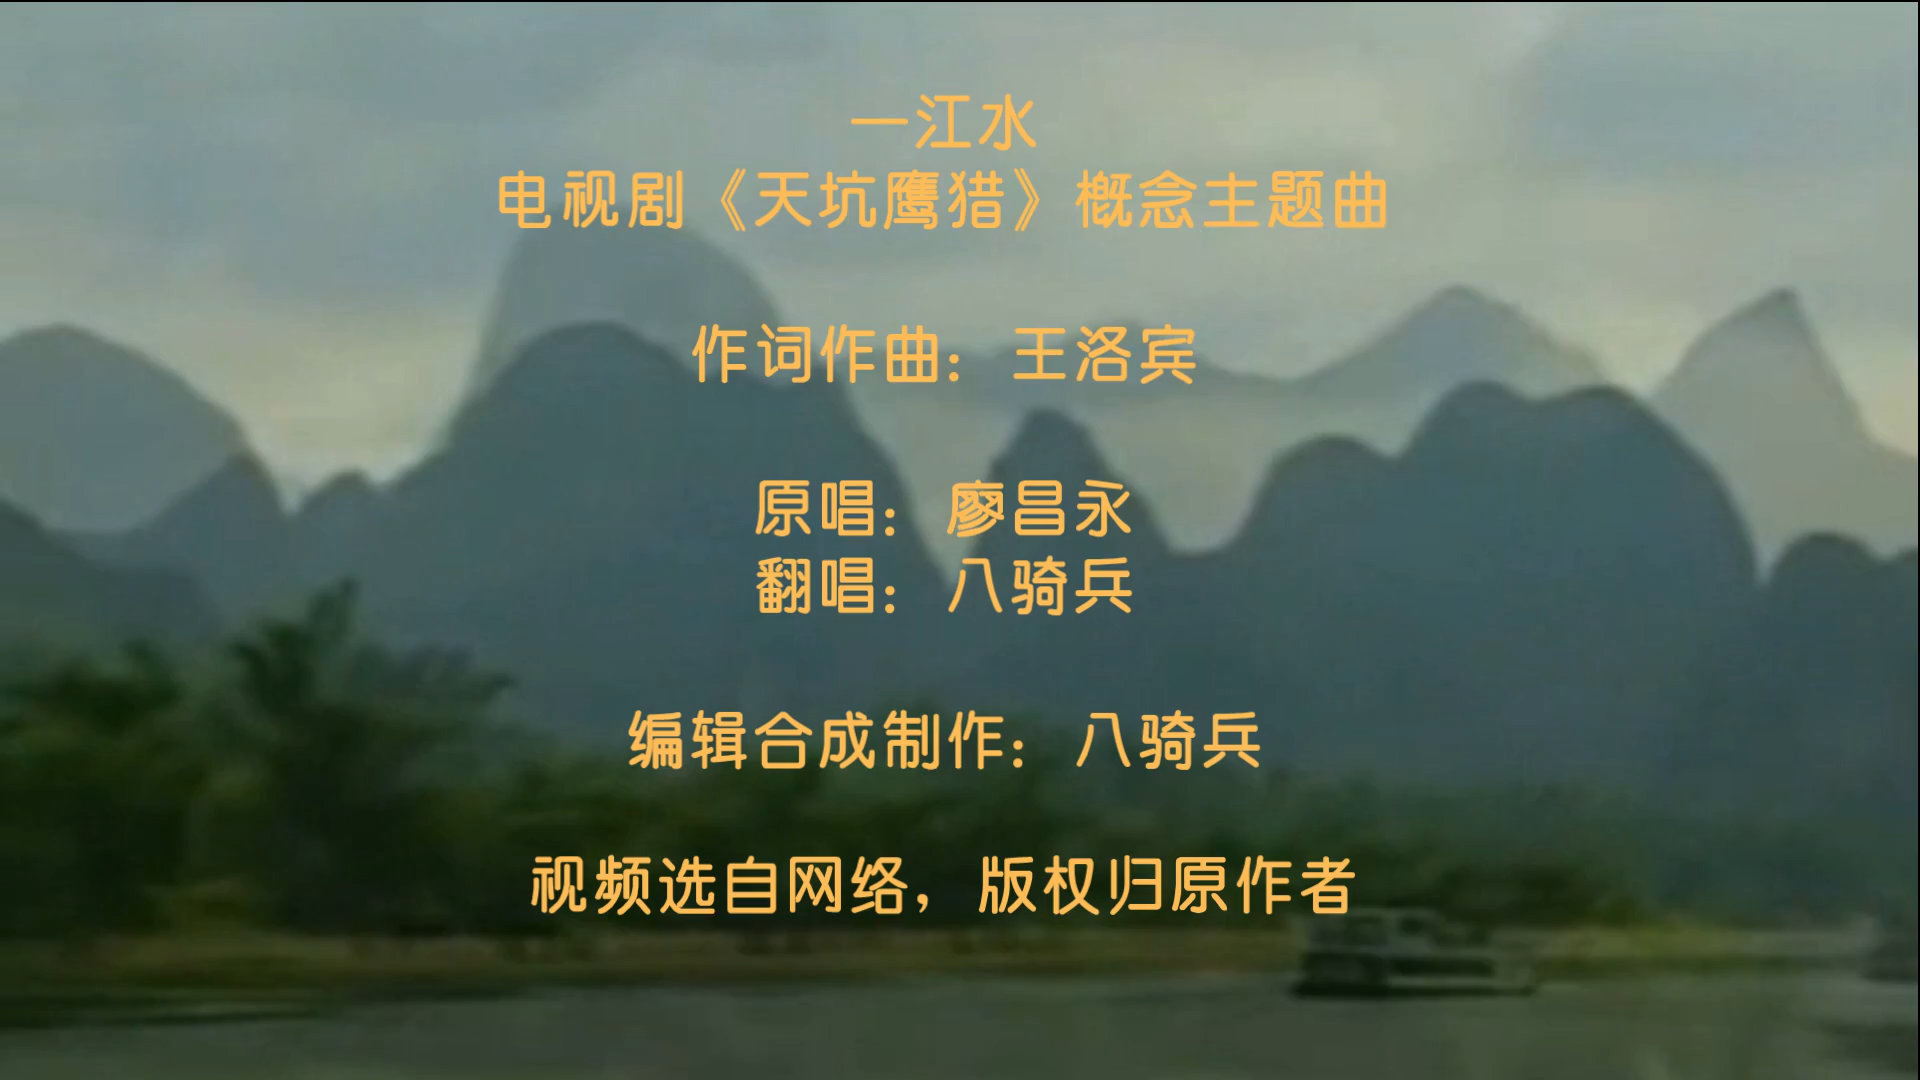 一江水
电视剧《天坑鹰猎》概念主题曲
作词作曲：王洛宾
原唱：廖昌永
翻唱：八骑兵
编辑合成制作：八骑兵
视频选自网络，版权归原作者